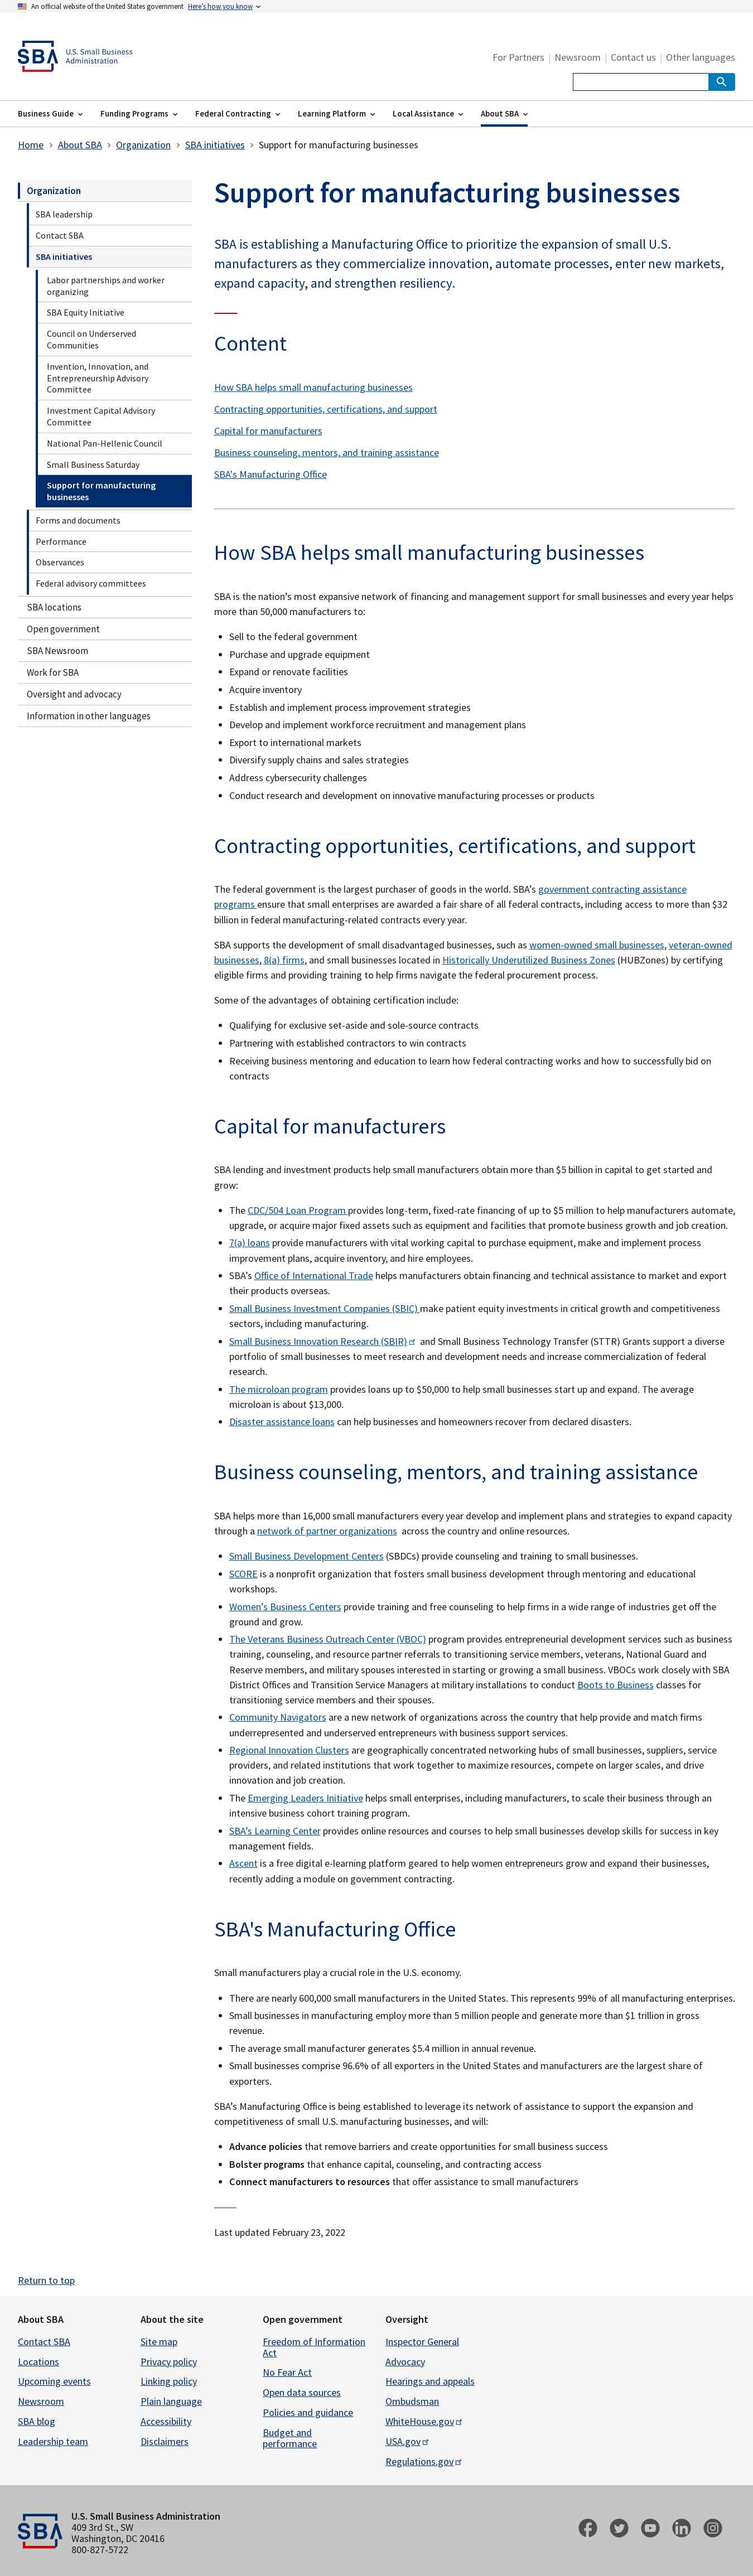 An official website of the United States government Here's how you know
SBA U.S. Small Business
Administration
For Partners | Newsroom | Contact us | Other languages
Business Guide Funding Programs Federal Contracting Learning Platform Local Assistance About SBA
Home > About SBA > Organization > SBA initiatives > Support for manufacturing businesses
Organization
SBA leadership
Contact SBA
SBA initiatives
Labor partnerships and worker
organizing
SBA Equity Initiative
Council on Underserved
Communities
Invention, Innovation, and
Entrepreneurship Advisory
Committee
Investment Capital Advisory
Committee
National Pan-Hellenic Council
Small Business Saturday
Support for manufacturing
businesses
Forms and documents
Performance
Observances
Federal advisory committees
SBA locations
Open government
SBA Newsroom
Work for SBA
Oversight and advocacy
Information in other languages
Support for manufacturing businesses
SBA is establishing a Manufacturing Office to prioritize the expansion of small U.S.
manufacturers as they commercialize innovation, automate processes, enter new markets,
expand capacity, and strengthen resiliency.
Content
How SBA helps small manufacturing businesses
Contracting opportunities, certifications, and support
Capital for manufacturers
Business counseling, mentors, and training assistance
SBA's Manufacturing Office
How SBA helps small manufacturing businesses
SBA is the nation's most expansive network of financing and management support for small businesses and every year helps
more than 50,000 manufacturers to:
• Sell to the federal government
• Purchase and upgrade equipment
• Expand or renovate facilities
• Acquire inventory
• Establish and implement process improvement strategies
• Develop and implement workforce recruitment and management plans
• Export to international markets
• Diversify supply chains and sales strategies
• Address cybersecurity challenges
• Conduct research and development on innovative manufacturing processes or products
Contracting opportunities, certifications, and support
The federal government is the largest purchaser of goods in the world. SBA's government contracting assistance
programs ensure that small enterprises are awarded a fair share of all federal contracts, including access to more than $32
billion in federal manufacturing-related contracts every year.
SBA supports the development of small disadvantaged businesses, such as women-owned small businesses, veteran-owned
businesses, 8(a) firms, and small businesses located in Historically Underutilized Business Zones (HUBZones) by certifying
eligible firms and providing training to help firms navigate the federal procurement process.
Some of the advantages of obtaining certification include:
• Qualifying for exclusive set-aside and sole-source contracts
• Partnering with established contractors to win contracts
• Receiving business mentoring and education to learn how federal contracting works and how to successfully bid on
contracts
Capital for manufacturers
SBA lending and investment products help small manufacturers obtain more than $5 billion in capital to get started and
grow:
• The CDC/504 Loan Program provides long-term, fixed-rate financing of up to $5 million to help manufacturers automate,
upgrade, or acquire major fixed assets such as equipment and facilities that promote business growth and job creation.
• 7(a) loans provide manufacturers with vital working capital to purchase equipment, make and implement process
improvement plans, acquire inventory, and hire employees.
• SBA's Office of International Trade helps manufacturers obtain financing and technical assistance to market and export
their products overseas.
• Small Business Investment Companies (SBIC) make patient equity investments in critical growth and competitiveness
sectors, including manufacturing.
• Small Business Innovation Research (SBIR) and Small Business Technology Transfer (STTR) Grants support a diverse
portfolio of small businesses to meet research and development needs and increase commercialization of federal
research.
• The microloan program provides loans up to $50,000 to help small businesses start up and expand. The average
microloan is about $13,000.
• Disaster assistance loans can help businesses and homeowners recover from declared disasters.
Business counseling, mentors, and training assistance
SBA helps more than 16,000 small manufacturers every year develop and implement plans and strategies to expand capacity
through a network of partner organizations across the country and online resources.
• Small Business Development Centers (SBDCs) provide counseling and training to small businesses.
• SCORE is a nonprofit organization that fosters small business development through mentoring and educational
workshops.
• Women's Business Centers provide training and free counseling to help firms in a wide range of industries get off the
ground and grow.
• The Veterans Business Outreach Center (VBOC) program provides entrepreneurial development services such as business
training, counseling, and resource partner referrals to transitioning service members, veterans, National Guard and
Reserve members, and military spouses interested in starting or growing a small business. VBOCs work closely with SBA
District Offices and Transition Service Managers at military installations to conduct Boots to Business classes for
transitioning service members and their spouses.
• Community Navigators are a new network of organizations across the country that help provide and match firms
underrepresented and underserved entrepreneurs with business support services.
• Regional Innovation Clusters are geographically concentrated networking hubs of small businesses, suppliers, service
providers, and related institutions that work together to maximize resources, compete on larger scales, and drive
innovation and job creation.
• The Emerging Leaders Initiative helps small enterprises, including manufacturers, to scale their business through an
intensive business cohort training program.
• SBA's Learning Center provides online resources and courses to help small businesses develop skills for success in key
management fields.
• Ascent is a free digital e-learning platform geared to help women entrepreneurs grow and expand their businesses,
recently adding a module on government contracting.
SBA's Manufacturing Office
Small manufacturers play a crucial role in the U.S. economy.
• There are nearly 600,000 small manufacturers in the United States. This represents 99% of all manufacturing enterprises.
• Small businesses in manufacturing employ more than 5 million people and generate more than $1 trillion in gross
revenue.
• The average small manufacturer generates $5.4 million in annual revenue.
• Small businesses comprise 96.6% of all exporters in the United States and manufacturers are the largest share of
exporters.
SBA's Manufacturing Office is being established to leverage its network of assistance to support the expansion and
competitiveness of small U.S. manufacturing businesses, and will:
• Advance policies that remove barriers and create opportunities for small business success
• Bolster programs that enhance capital, counseling, and contracting access
• Connect manufacturers to resources that offer assistance to small manufacturers
Last updated February 23, 2022
Return to top
About SBA
Contact SBA
Locations
Upcoming events
Newsroom
SBA blog
Leadership team
About the site
Site map
Privacy policy
Linking policy
Plain language
Accessibility
Disclaimers
Open government
Freedom of Information
Act
No Fear Act
Open data sources
Policies and guidance
Budget and
performance
Oversight
Inspector General
Advocacy
Hearings and appeals
Ombudsman
WhiteHouse.gov
USA.gov
Regulations.gov
SBA
U.S. Small Business Administration
409 3rd St., SW
Washington, DC 20416
800-827-5722